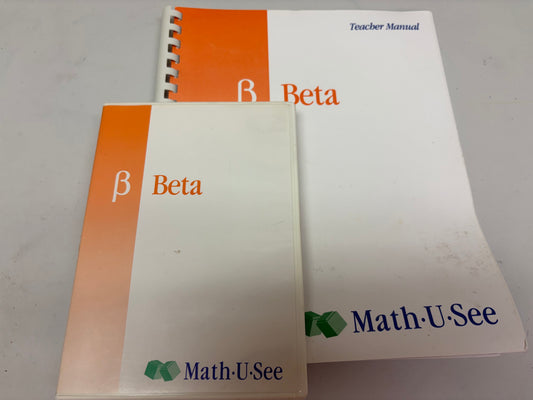 Teacher Manual
β Beta
Math·U·See
β Beta
Math·U·See